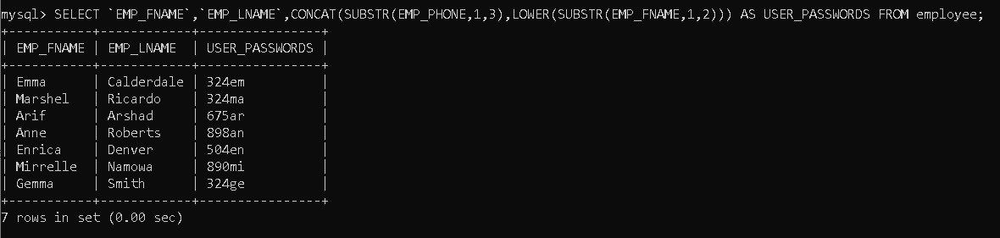 mysql> SELECT `EMP_FNAME`,`EMP_LNAME`,CONCAT(SUBSTR(EMP_PHONE,1,3),LOWER(SUBSTR(EMP_FNAME,1,2))) AS USER_PASSWORDS FROM employee;
+-----------+------------+----------------+
| EMP_FNAME | EMP_LNAME  | USER_PASSWORDS |
+-----------+------------+----------------+
| Emma      | Calderdale | 324em          |
| Marshel   | Ricardo    | 324ma          |
| Arif      | Arshad     | 675ar          |
| Anne      | Roberts    | 898an          |
| Enrica    | Denver     | 504en          |
| Mirrelle  | Namowa     | 890mi          |
| Gemma     | Smith      | 324ge          |
+-----------+------------+----------------+
7 rows in set (0.00 sec)